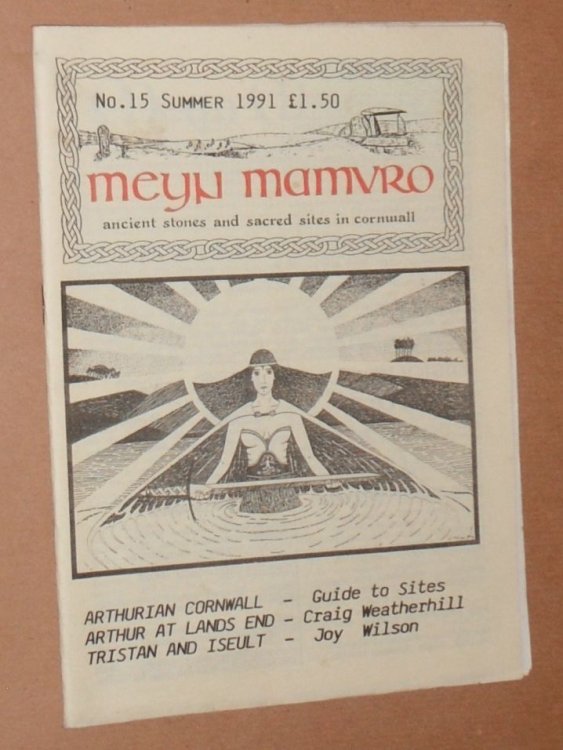 No.15 SUMMER 1991 £1.50
meyn mamvro
ancient stones and sacred sites in cornwall
ARTHURIAN CORNWALL - Guide to Sites
ARTHUR AT LANDS END - Craig Weatherhill
TRISTAN AND ISEULT - Joy Wilson